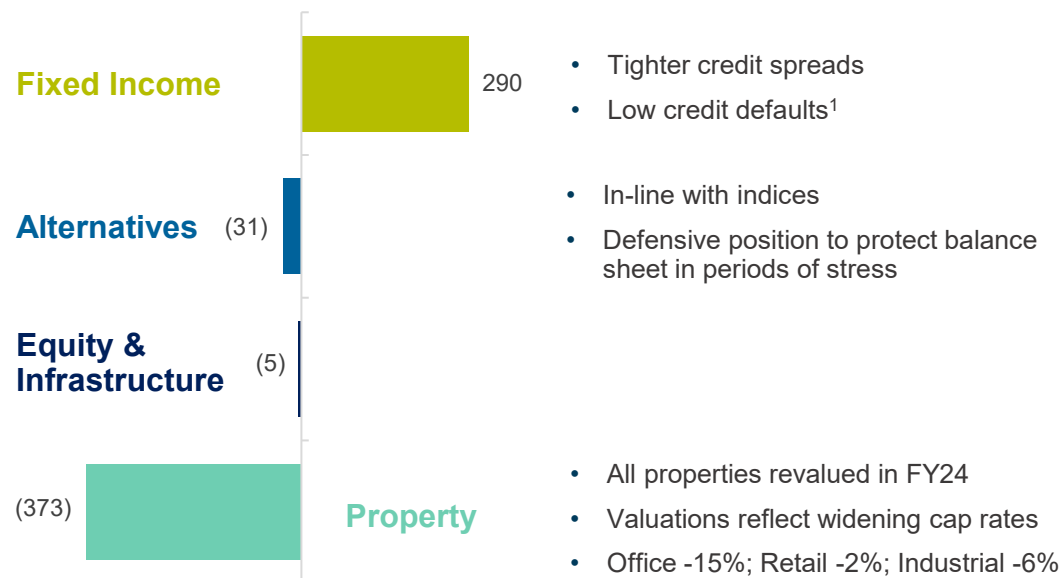 Fixed Income
290
• Tighter credit spreads
• Low credit defaults¹
Alternatives (31)
• In-line with indices
• Defensive position to protect balance
sheet in periods of stress
Equity &
Infrastructure
(5)
(373)
Property
• All properties revalued in FY24
• Valuations reflect widening cap rates
• Office -15%; Retail -2%; Industrial -6%